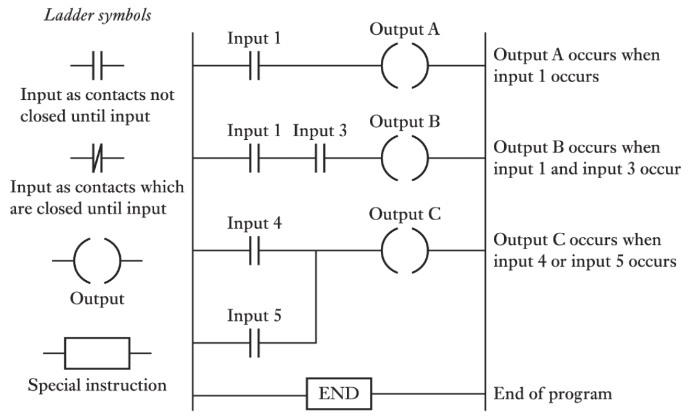 Ladder symbols
Input as contacts not
closed until input
Input as contacts which
are closed until input
Output
Special instruction
Input 1
Output A
Output A occurs when
input 1 occurs
Input 1 Input 3
Output B
Output B occurs when
input 1 and input 3 occur
Input 4
Output C
Output C occurs when
input 4 or input 5 occurs
Input 5
END
End of program